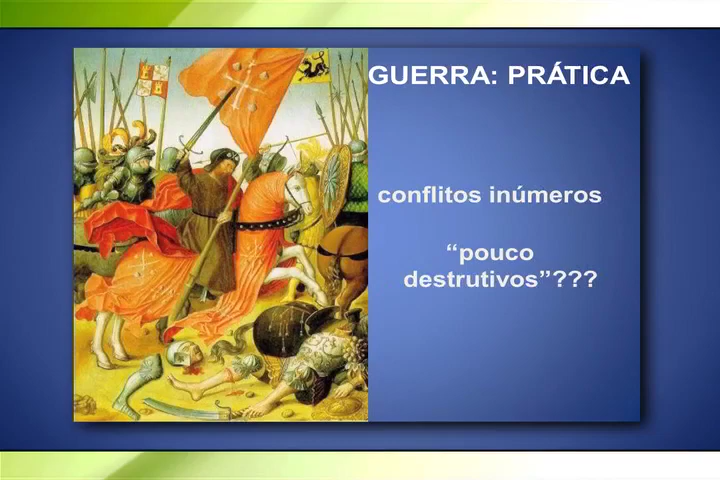 GUERRA: PRÁTICA
conflitos inúmeros
“pouco
destrutivos”???